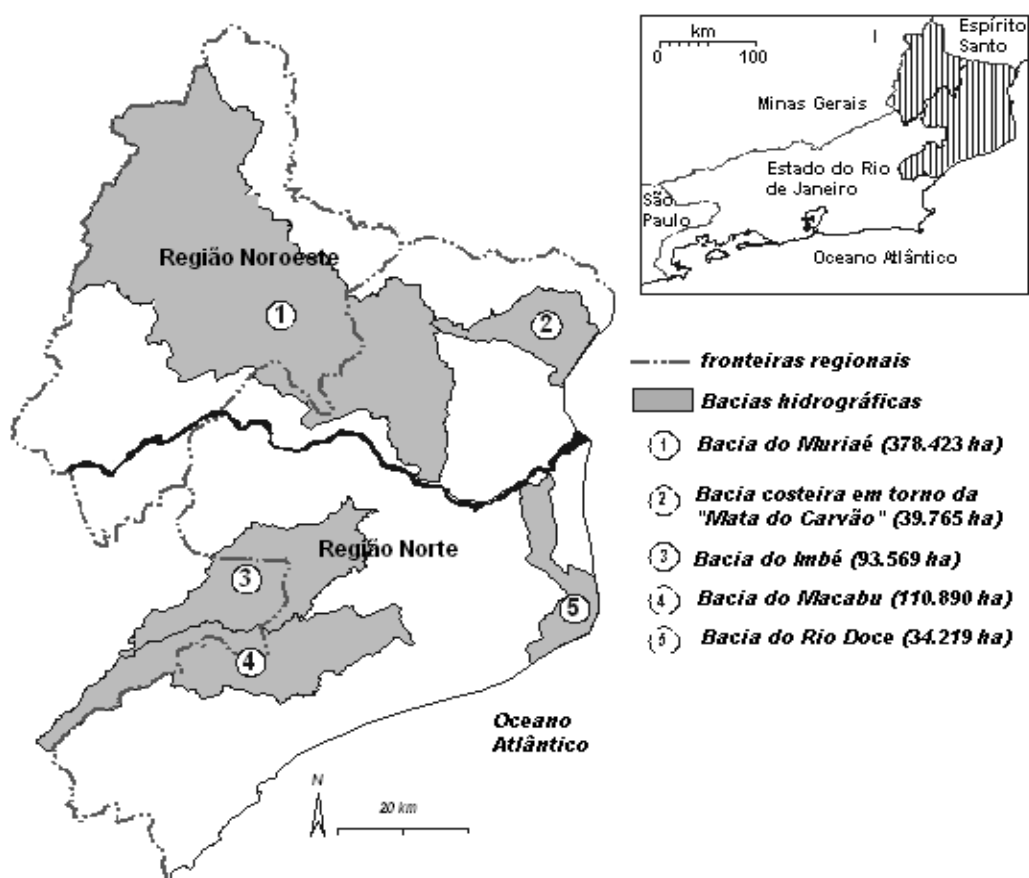 km
0 100
Espírito
Santo
Minas Gerais
Estado do Rio
de Janeiro
São
Paulo
Oceano Atlântico
Região Noroeste
1
2
fronteiras regionais
Bacias hidrográficas
1 Bacia do Muriaé (378.423 ha)
2 Bacia costeira em torno da
"Mata do Carvão" (39.765 ha)
3 Bacia do Imbé (93.569 ha)
4 Bacia do Macabu (110.890 ha)
5 Bacia do Rio Doce (34.219 ha)
Região Norte
3
4
5
Oceano
Atlântico
N
20 km